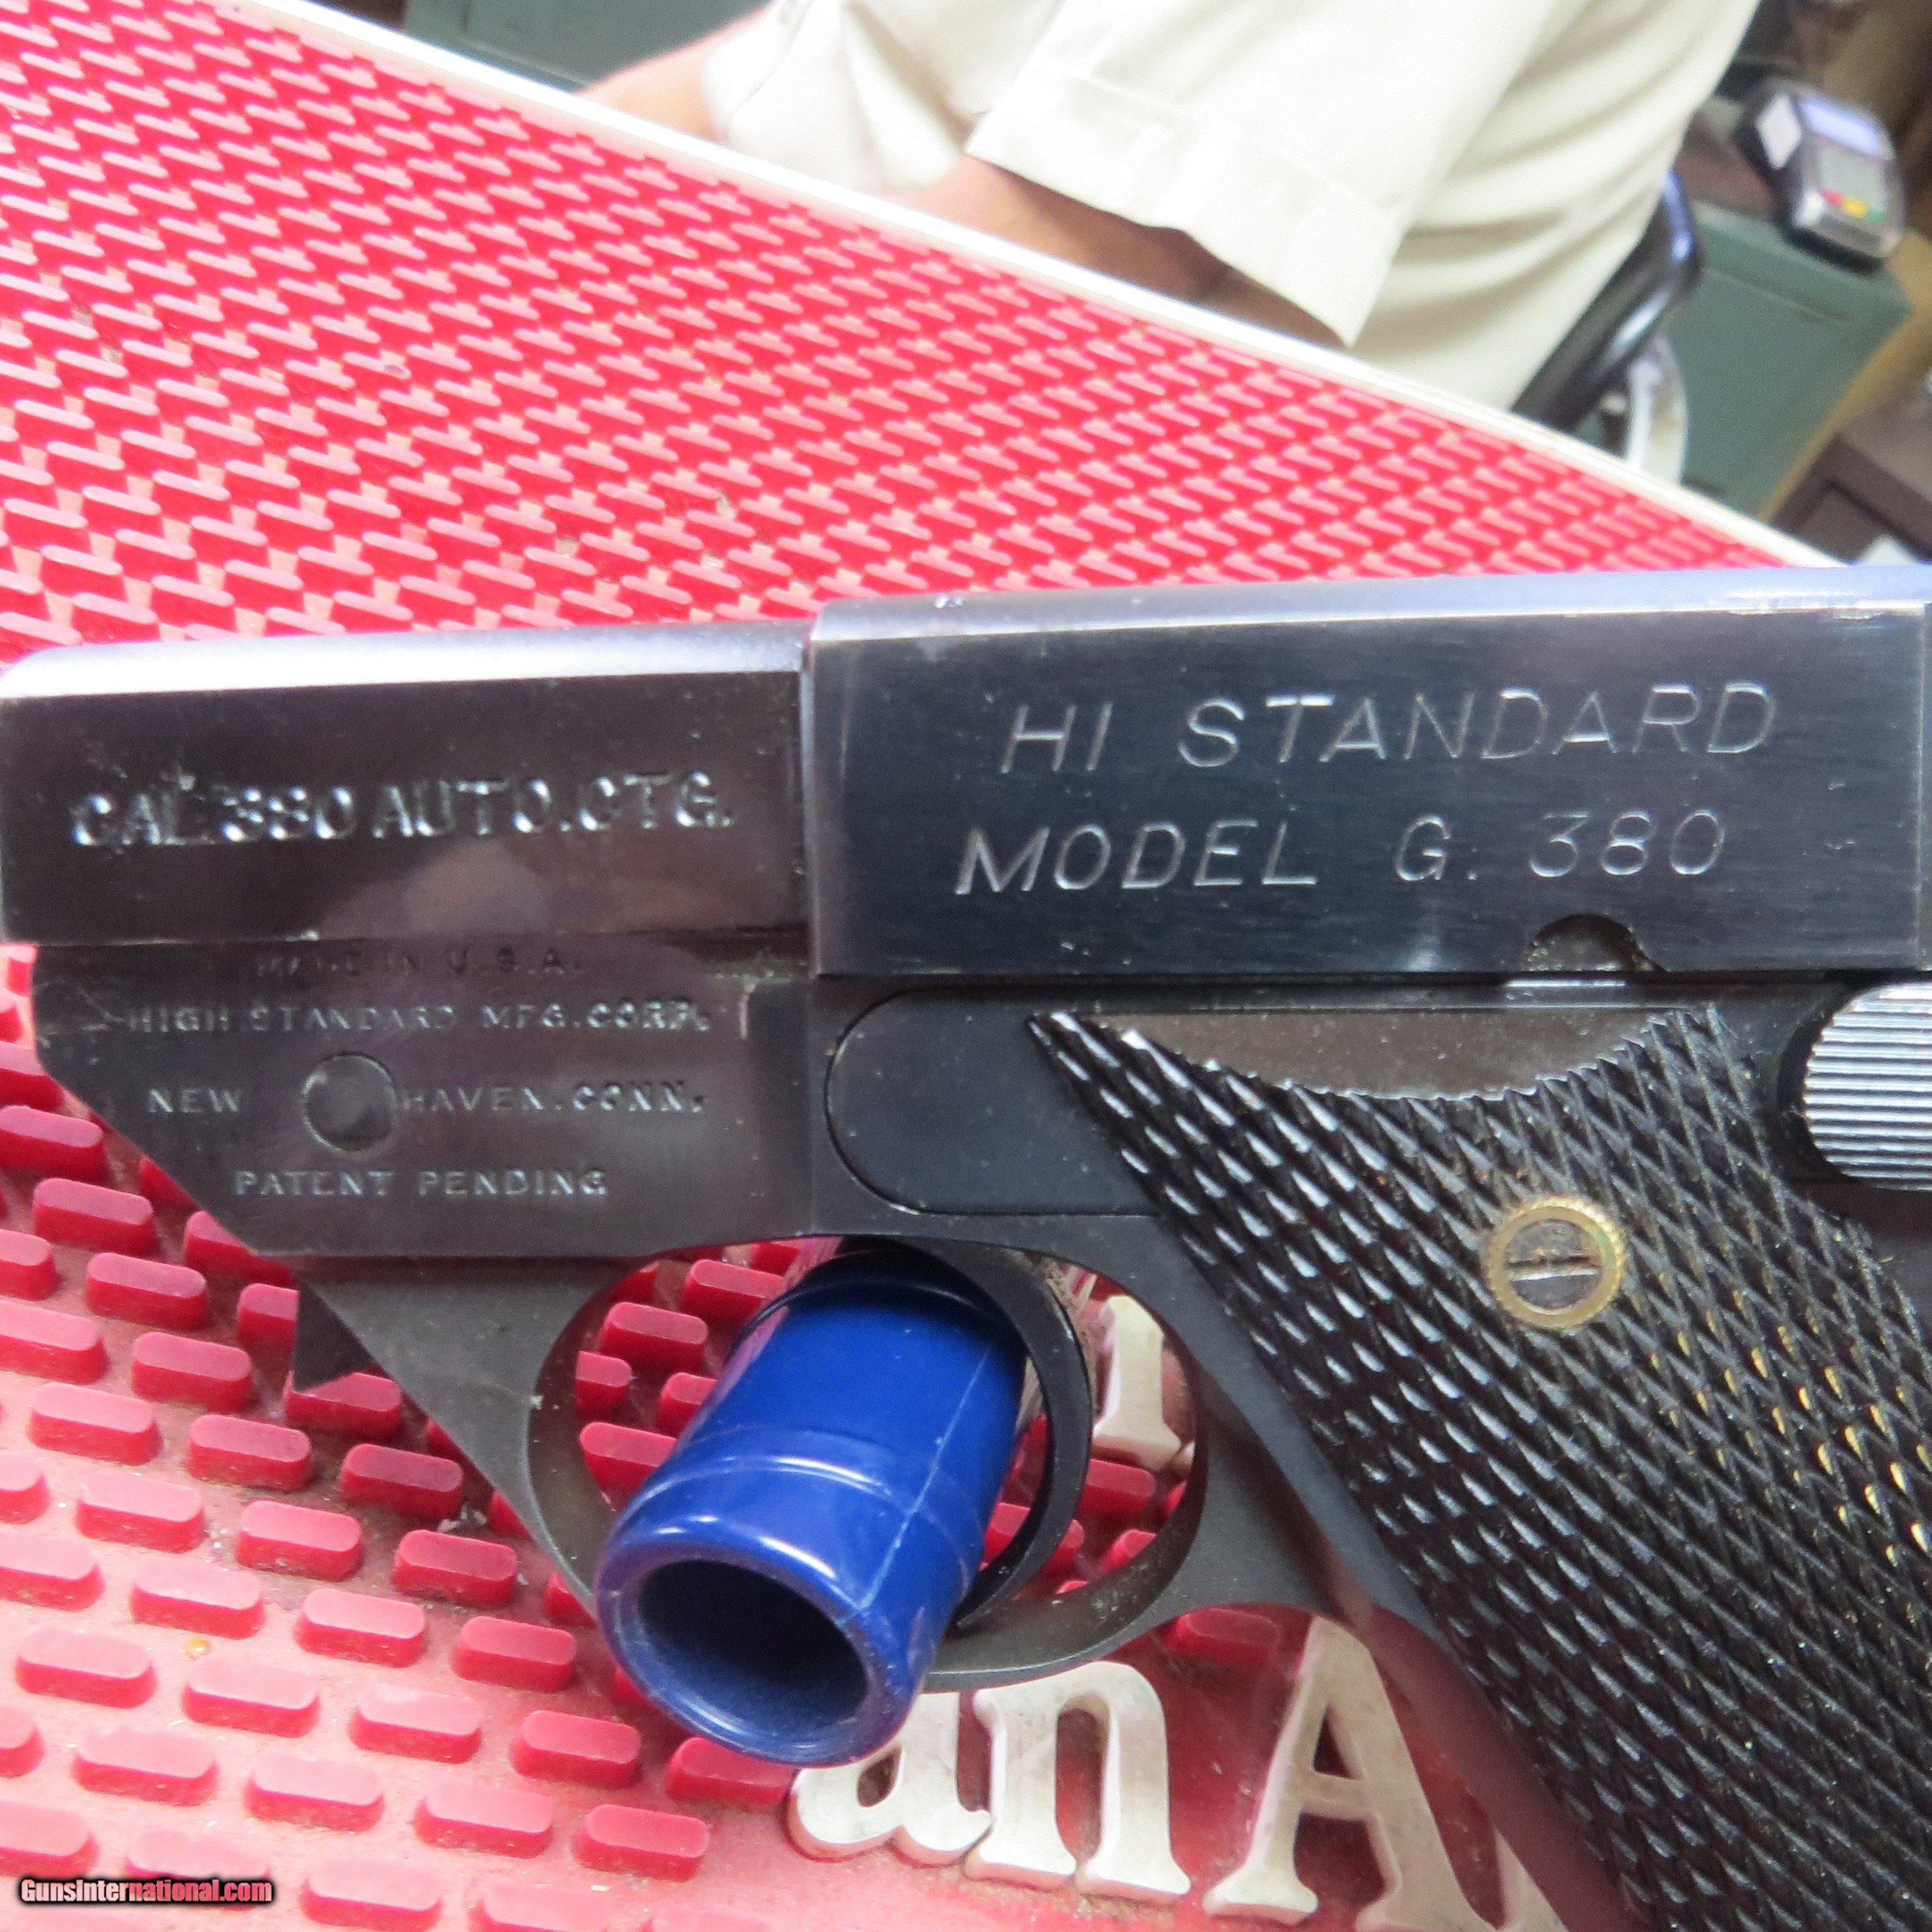 HI STANDARD
MODEL G. 380
CAL. 380 AUTO. CTG.
MADE IN U.S.A.
HIGH STANDARD MFG. CORP.
NEW HAVEN. CONN.
PATENT PENDING
an A
GunsInternational.com